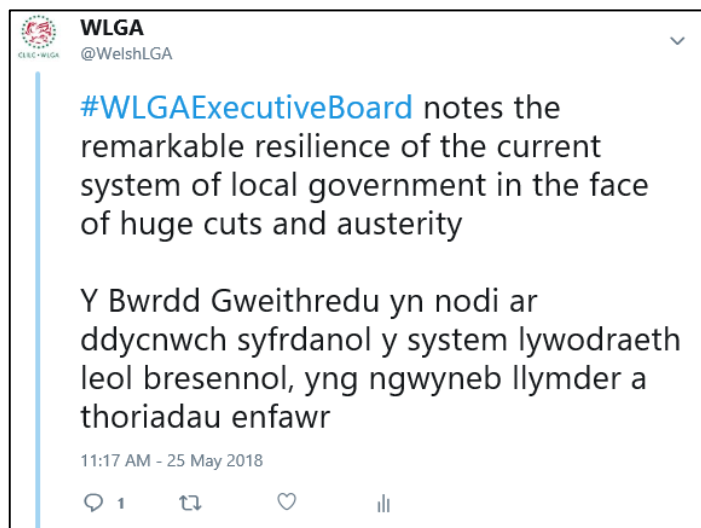 WLGA
@WelshLGA
CLILC•WLGA
#WLGAExecutiveBoard notes the
remarkable resilience of the current
system of local government in the face
of huge cuts and austerity
Y Bwrdd Gweithredu yn nodi ar
ddycnwch syfrdanol y system lywodraeth
leol bresennol, yng ngwyneb llymder a
thoriadau enfawr
11:17 AM - 25 May 2018
1